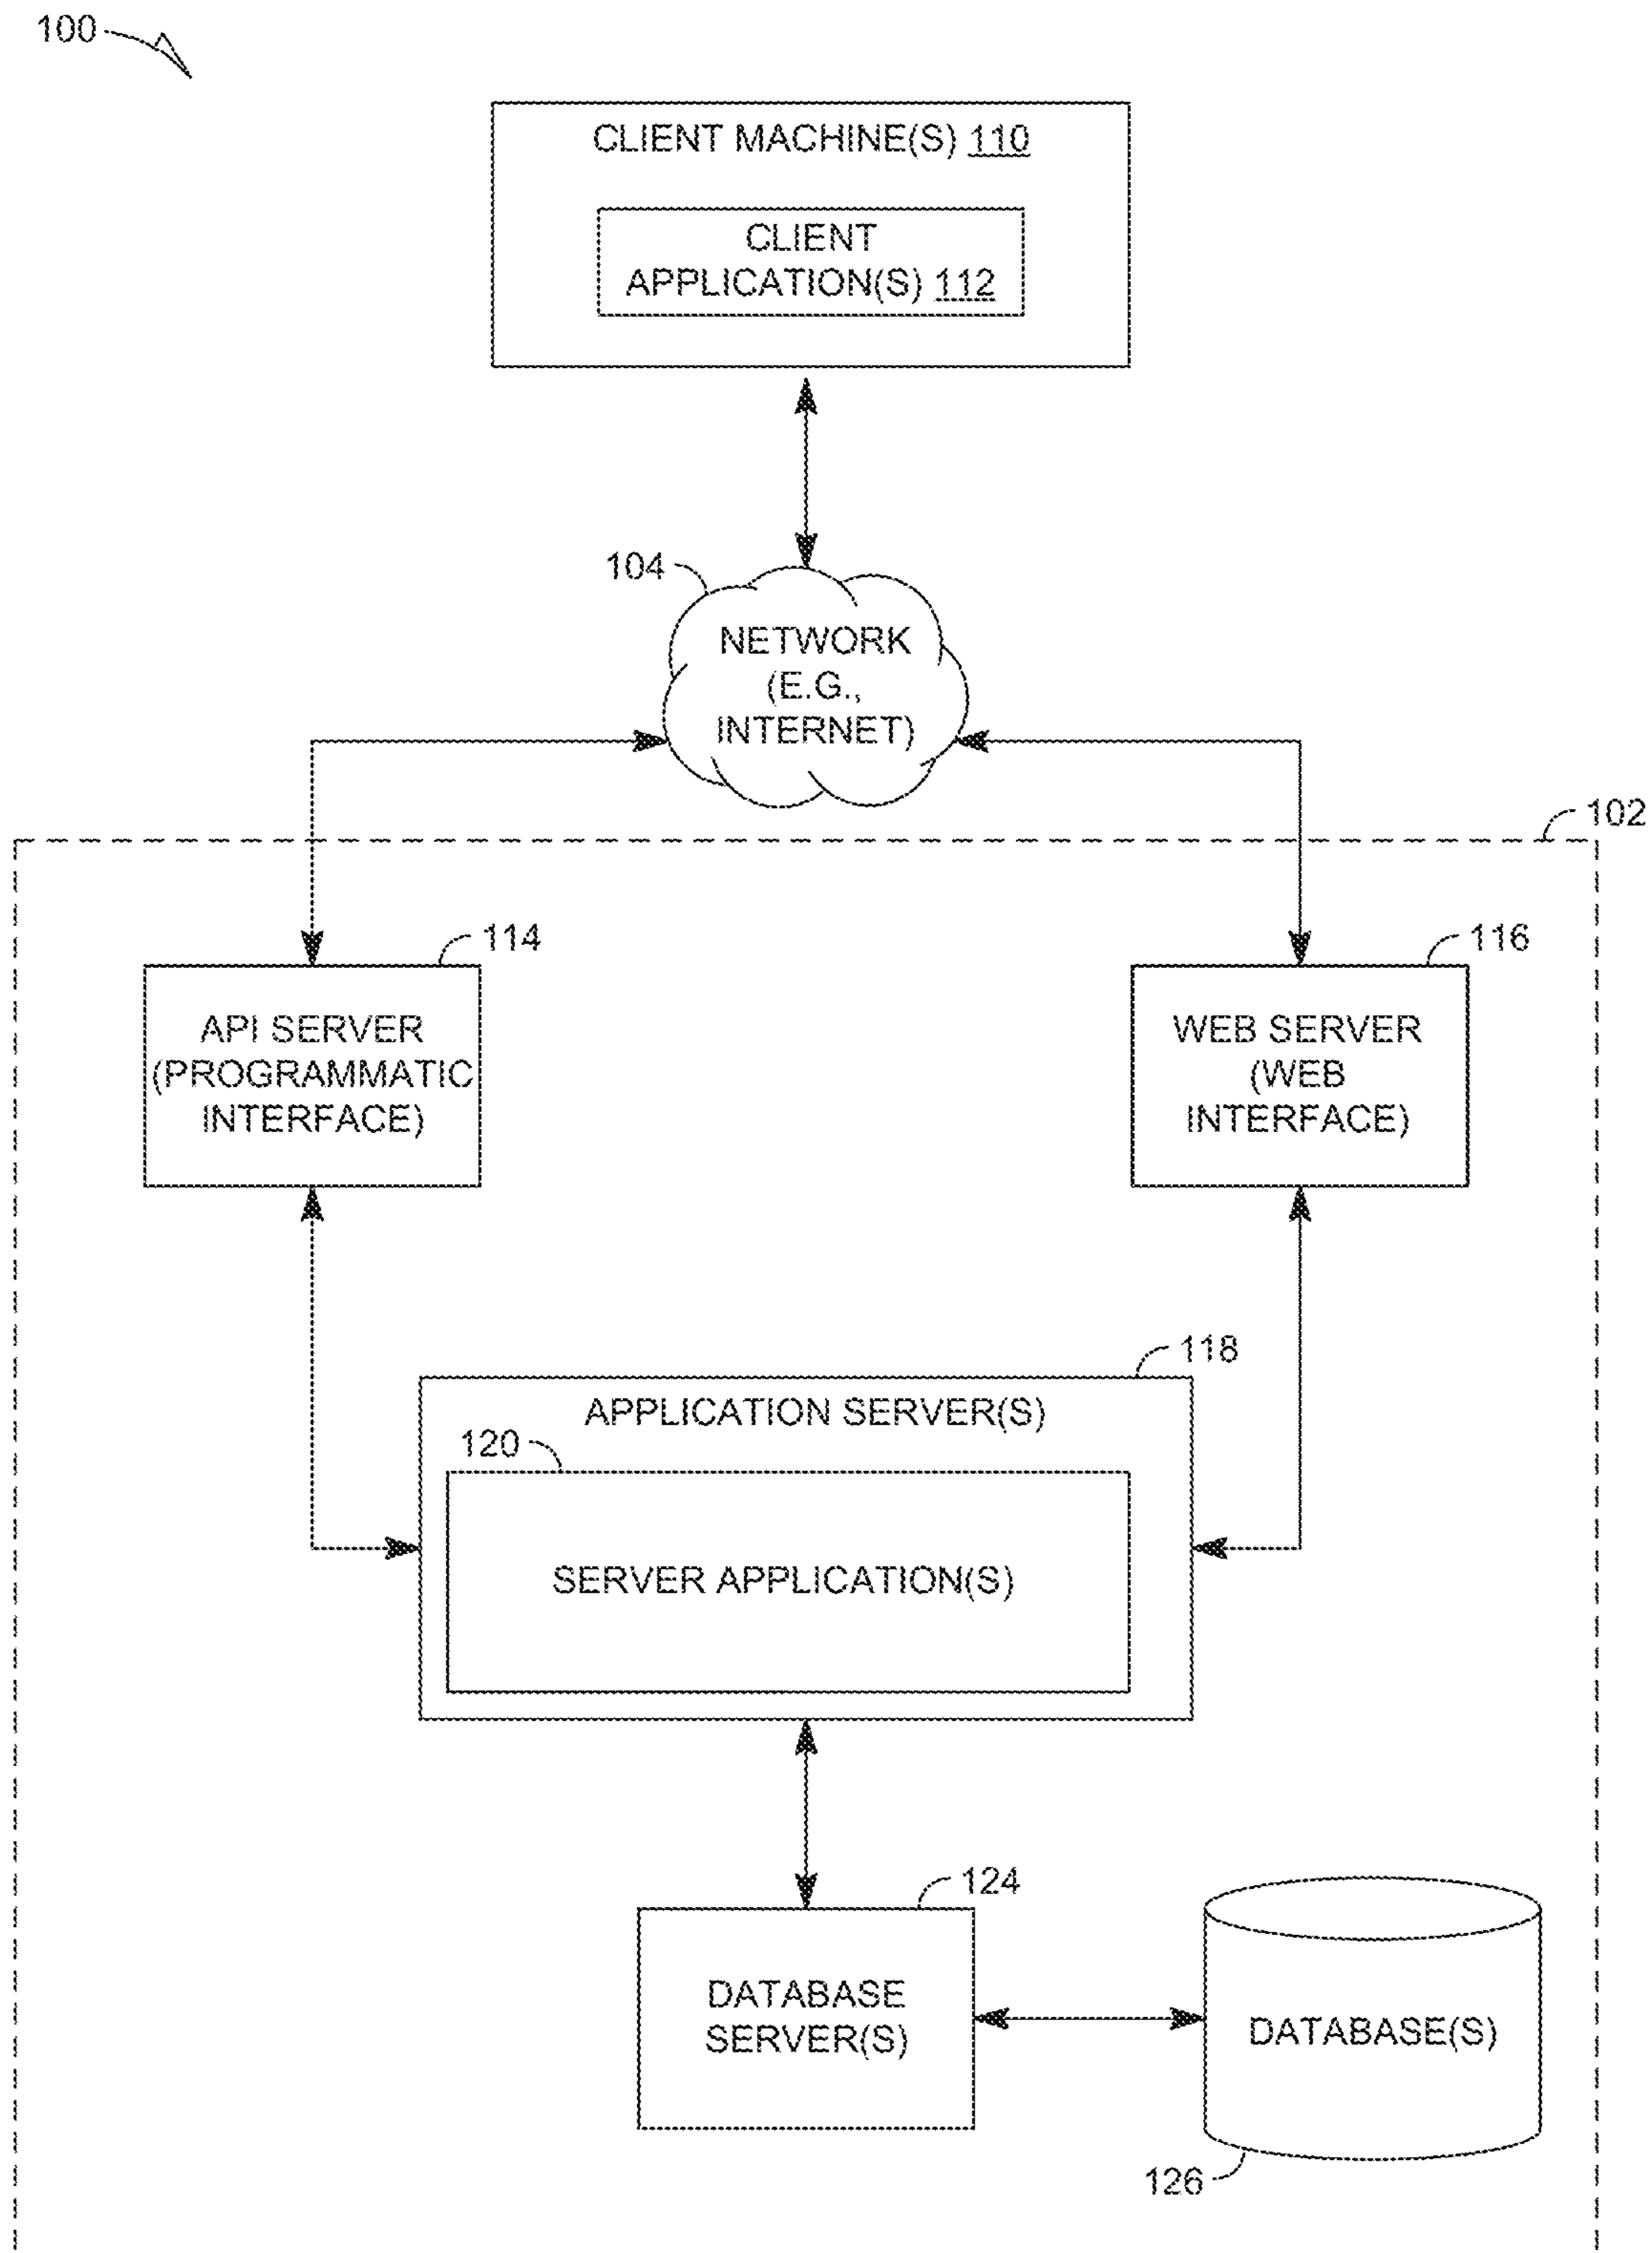 100
CLIENT MACHINE(S) 110
CLIENT
APPLICATION(S) 112
104
NETWORK
(E.G.,
INTERNET)
102
114
API SERVER
(PROGRAMMATIC
INTERFACE)
116
WEB SERVER
(WEB
INTERFACE)
118
APPLICATION SERVER(S)
120
SERVER APPLICATION(S)
124
DATABASE
SERVER(S)
DATABASE(S)
126